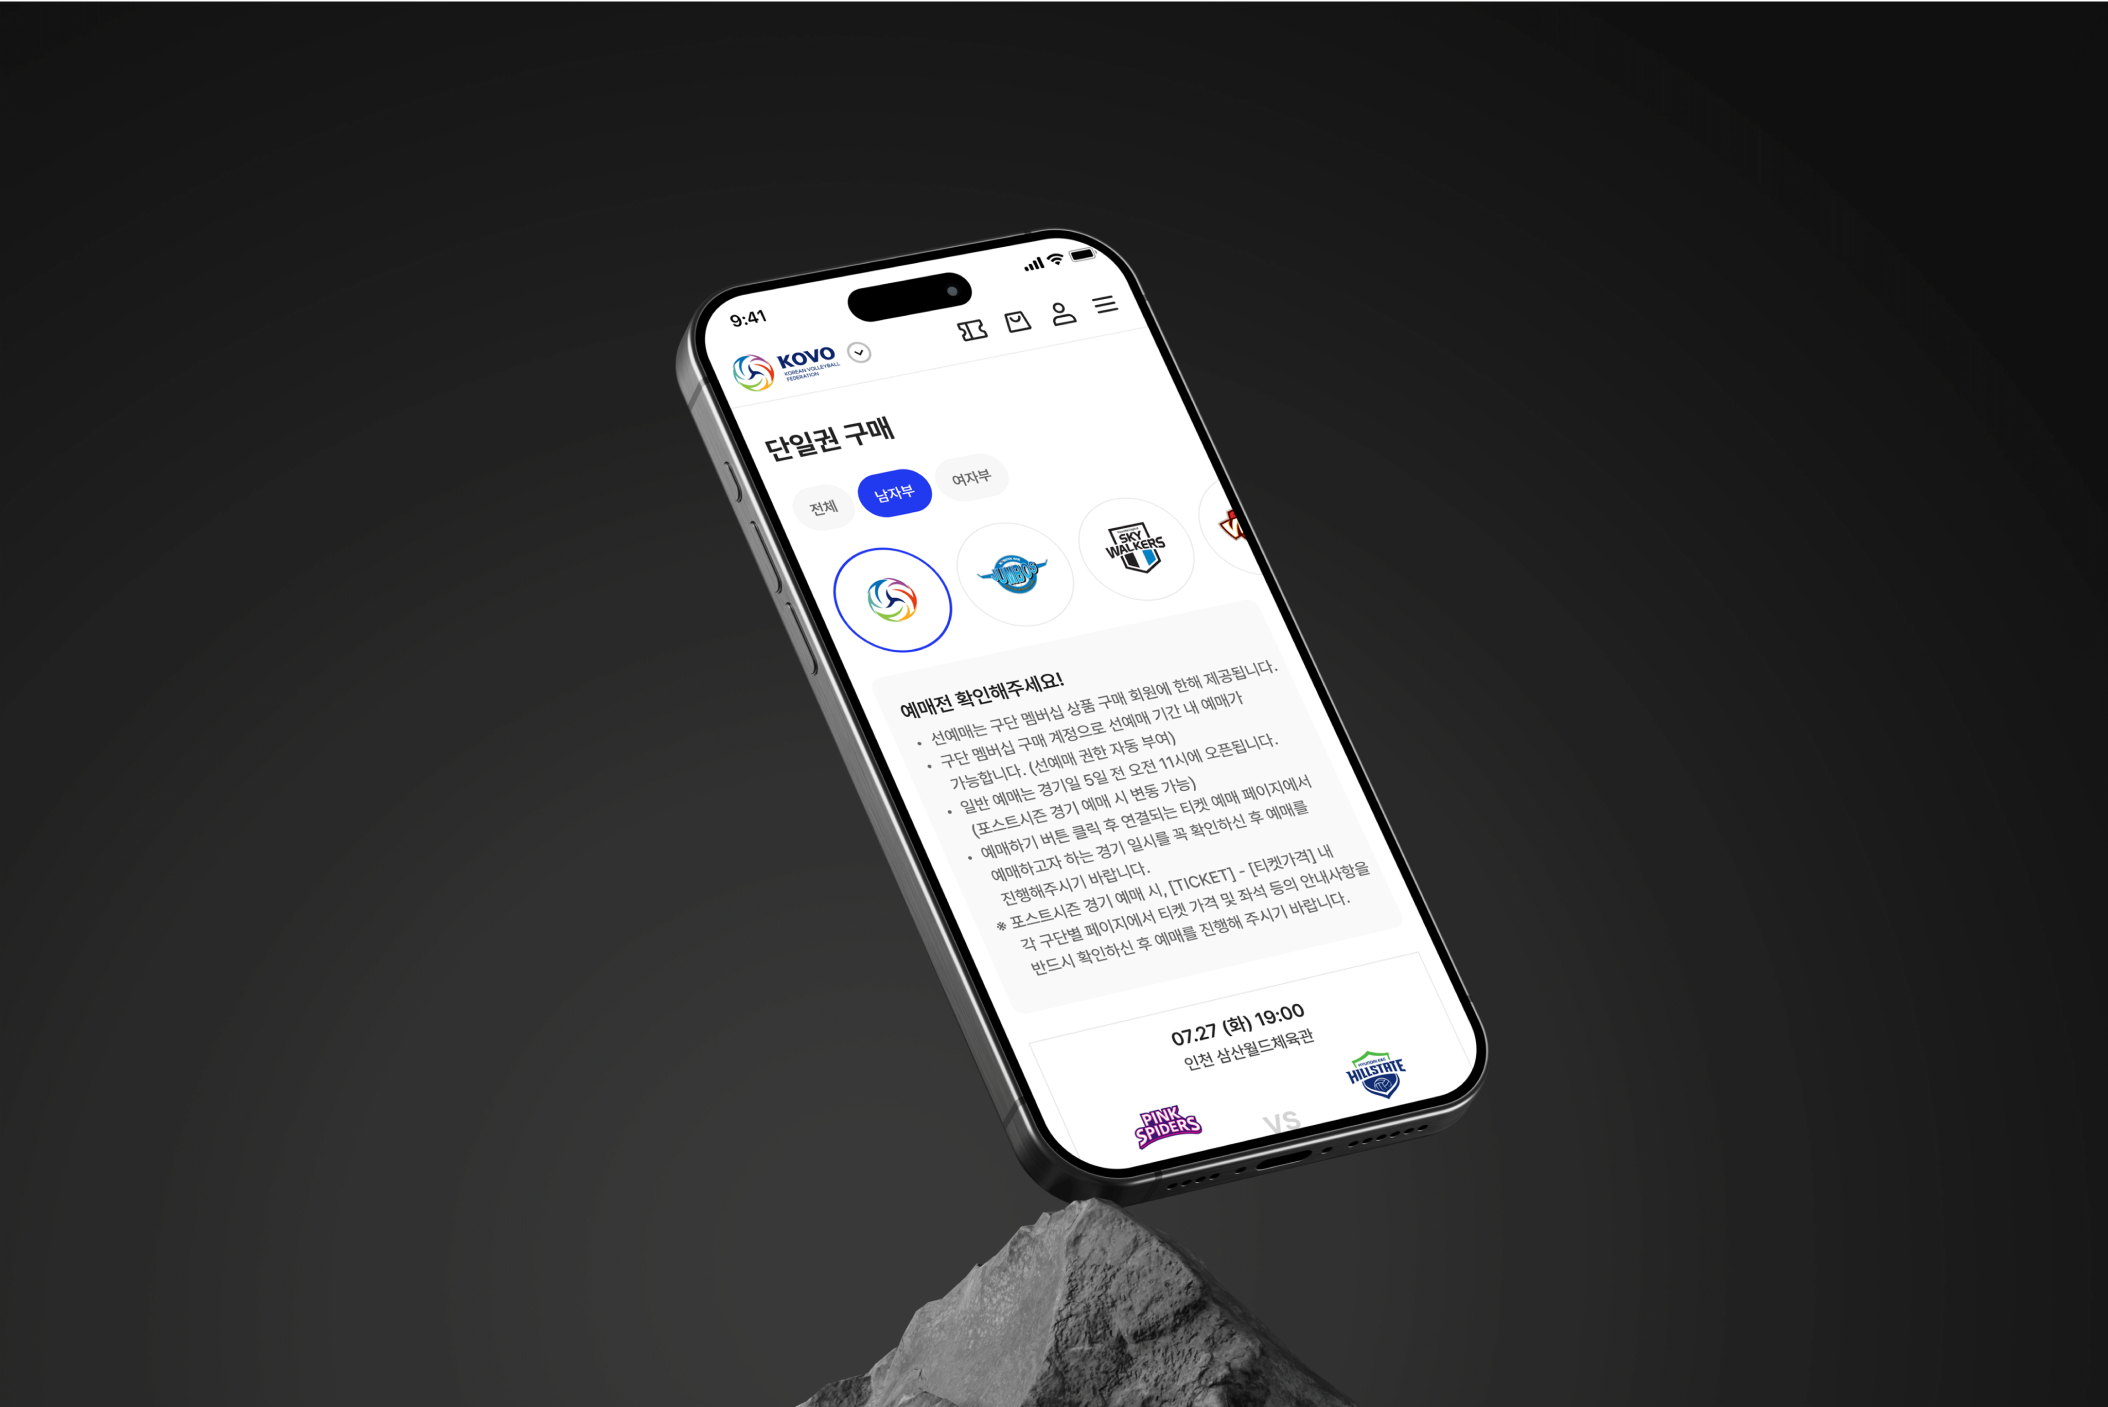 9:41
KOVO
KOREAN VOLLEYBALL
FEDERATION
단일권 구매
전체
남자부
여자부
JUMBOS
SKY
WALKERS
예매전 확인해주세요!
• 선예매는 구단 멤버십 상품 구매 회원에 한해 제공됩니다.
• 구단 멤버십 구매 계정으로 선예매 기간 내 예매가
가능합니다. (선예매 권한 자동 부여)
• 일반 예매는 경기일 5일 전 오전 11시에 오픈됩니다.
(포스트시즌 경기 예매 시 변동 가능)
• 예매하기 버튼 클릭 후 연결되는 티켓 예매 페이지에서
예매하고자 하는 경기 일시를 꼭 확인하신 후 예매를
진행해주시기 바랍니다.
※ 포스트시즌 경기 예매 시, [TICKET] - [티켓가격] 내
각 구단별 페이지에서 티켓 가격 및 좌석 등의 안내사항을
반드시 확인하신 후 예매를 진행해 주시기 바랍니다.
07.27 (화) 19:00
인천 삼산월드체육관
PINK
SPIDERS
VS
HILLSTATE